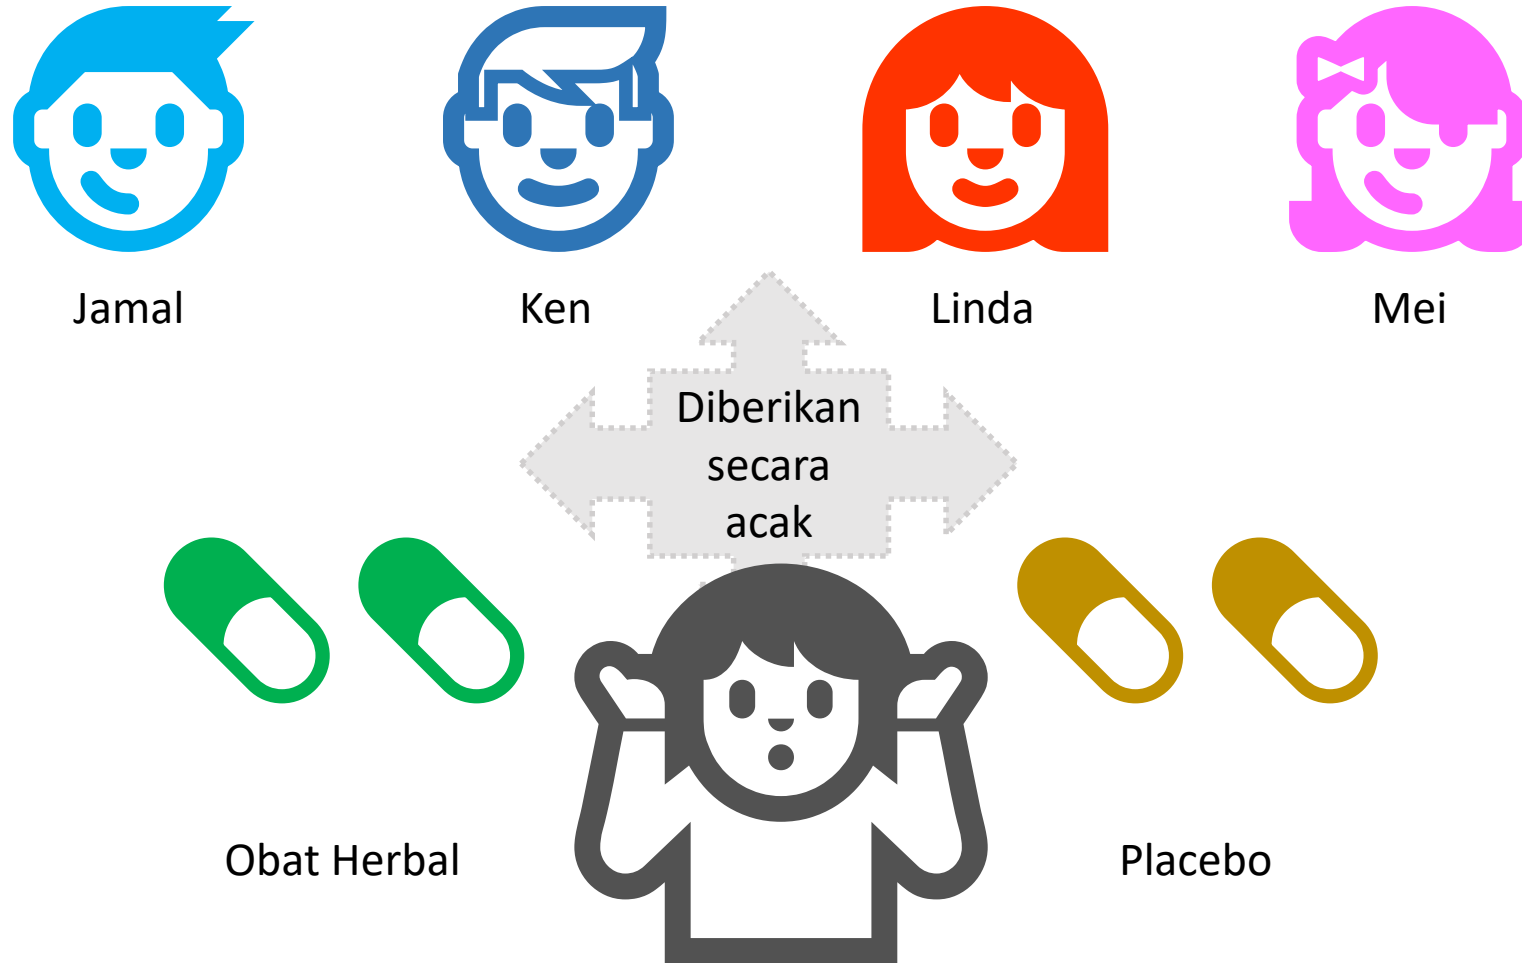 Jamal
Ken
Linda
Mei
Diberikan
secara
acak
Obat Herbal
Placebo